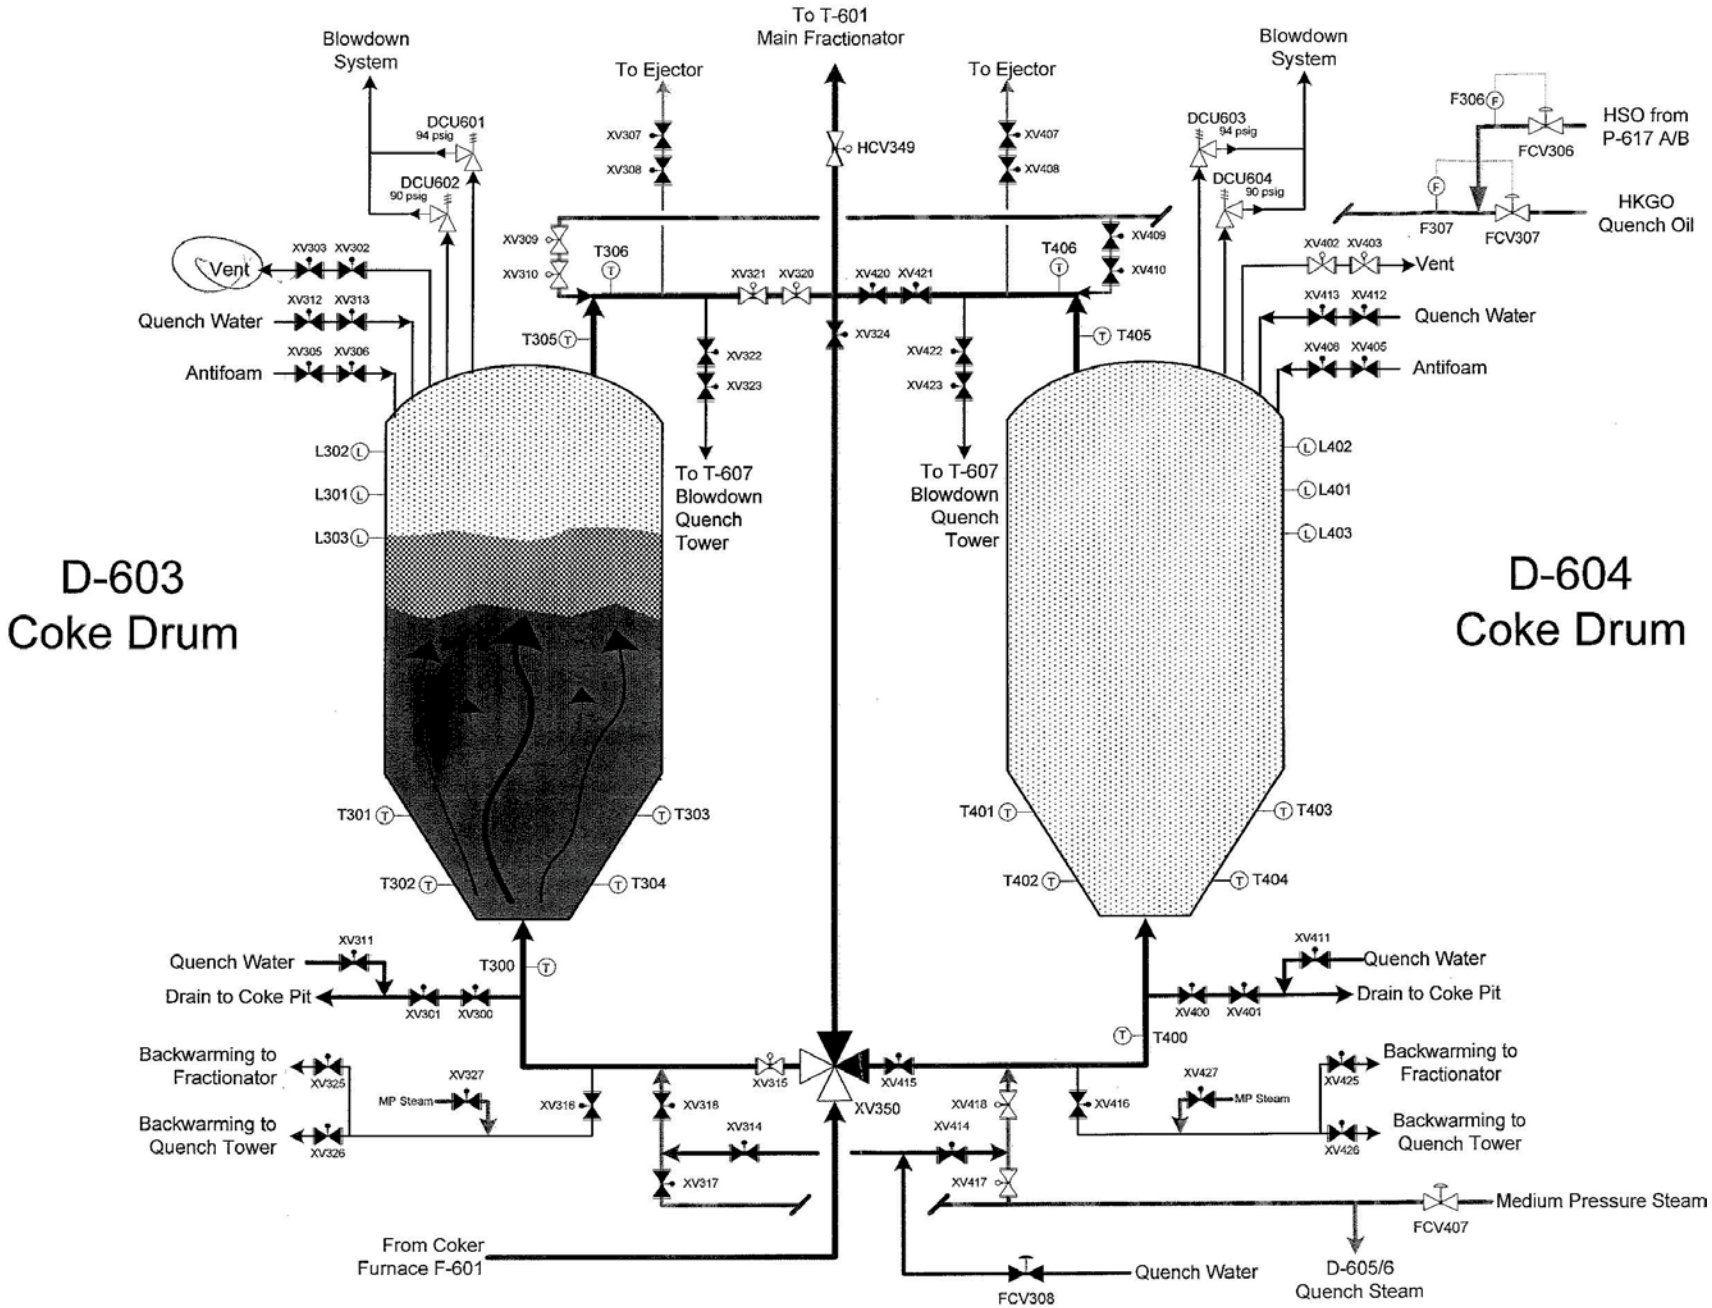 To T-601
Main Fractionator
Blowdown
System
To Ejector
To Ejector
Blowdown
System
DCU601
94 psig
DCU602
90 psig
XV307
XV308
HCV349
XV407
XV408
DCU603
94 psig
DCU604
90 psig
F306
F
FCV306
HSO from
P-617 A/B
F
F307
FCV307
HKGO
Quench Oil
Vent
XV303
XV302
XV309
XV310
T306
T
XV321
XV320
XV420
XV421
T406
T
XV409
XV410
XV402
XV403
Vent
XV312
XV313
Quench Water
XV413
XV412
Quench Water
XV305
XV306
Antifoam
T305
T
XV322
XV323
XV324
XV422
XV423
T
T405
XV408
XV405
Antifoam
L302
L
L301
L
L303
L
To T-607
Blowdown
Quench
Tower
To T-607
Blowdown
Quench
Tower
L
L402
L
L401
L
L403
D-603
Coke Drum
D-604
Coke Drum
T301
T
T
T303
T302
T
T
T304
T401
T
T
T403
T402
T
T
T404
Quench Water
XV311
T300
T
Drain to Coke Pit
XV301
XV300
XV411
Quench Water
XV400
XV401
Drain to Coke Pit
T
T400
Backwarming to
Fractionator
XV325
XV327
MP Steam
Backwarming to
Quench Tower
XV326
XV316
XV318
XV315
XV350
XV415
XV314
XV317
XV418
XV414
XV417
XV416
XV427
MP Steam
XV425
Backwarming to
Fractionator
XV426
Backwarming to
Quench Tower
Medium Pressure Steam
FCV407
From Coker
Furnace F-601
FCV308
Quench Water
D-605/6
Quench Steam